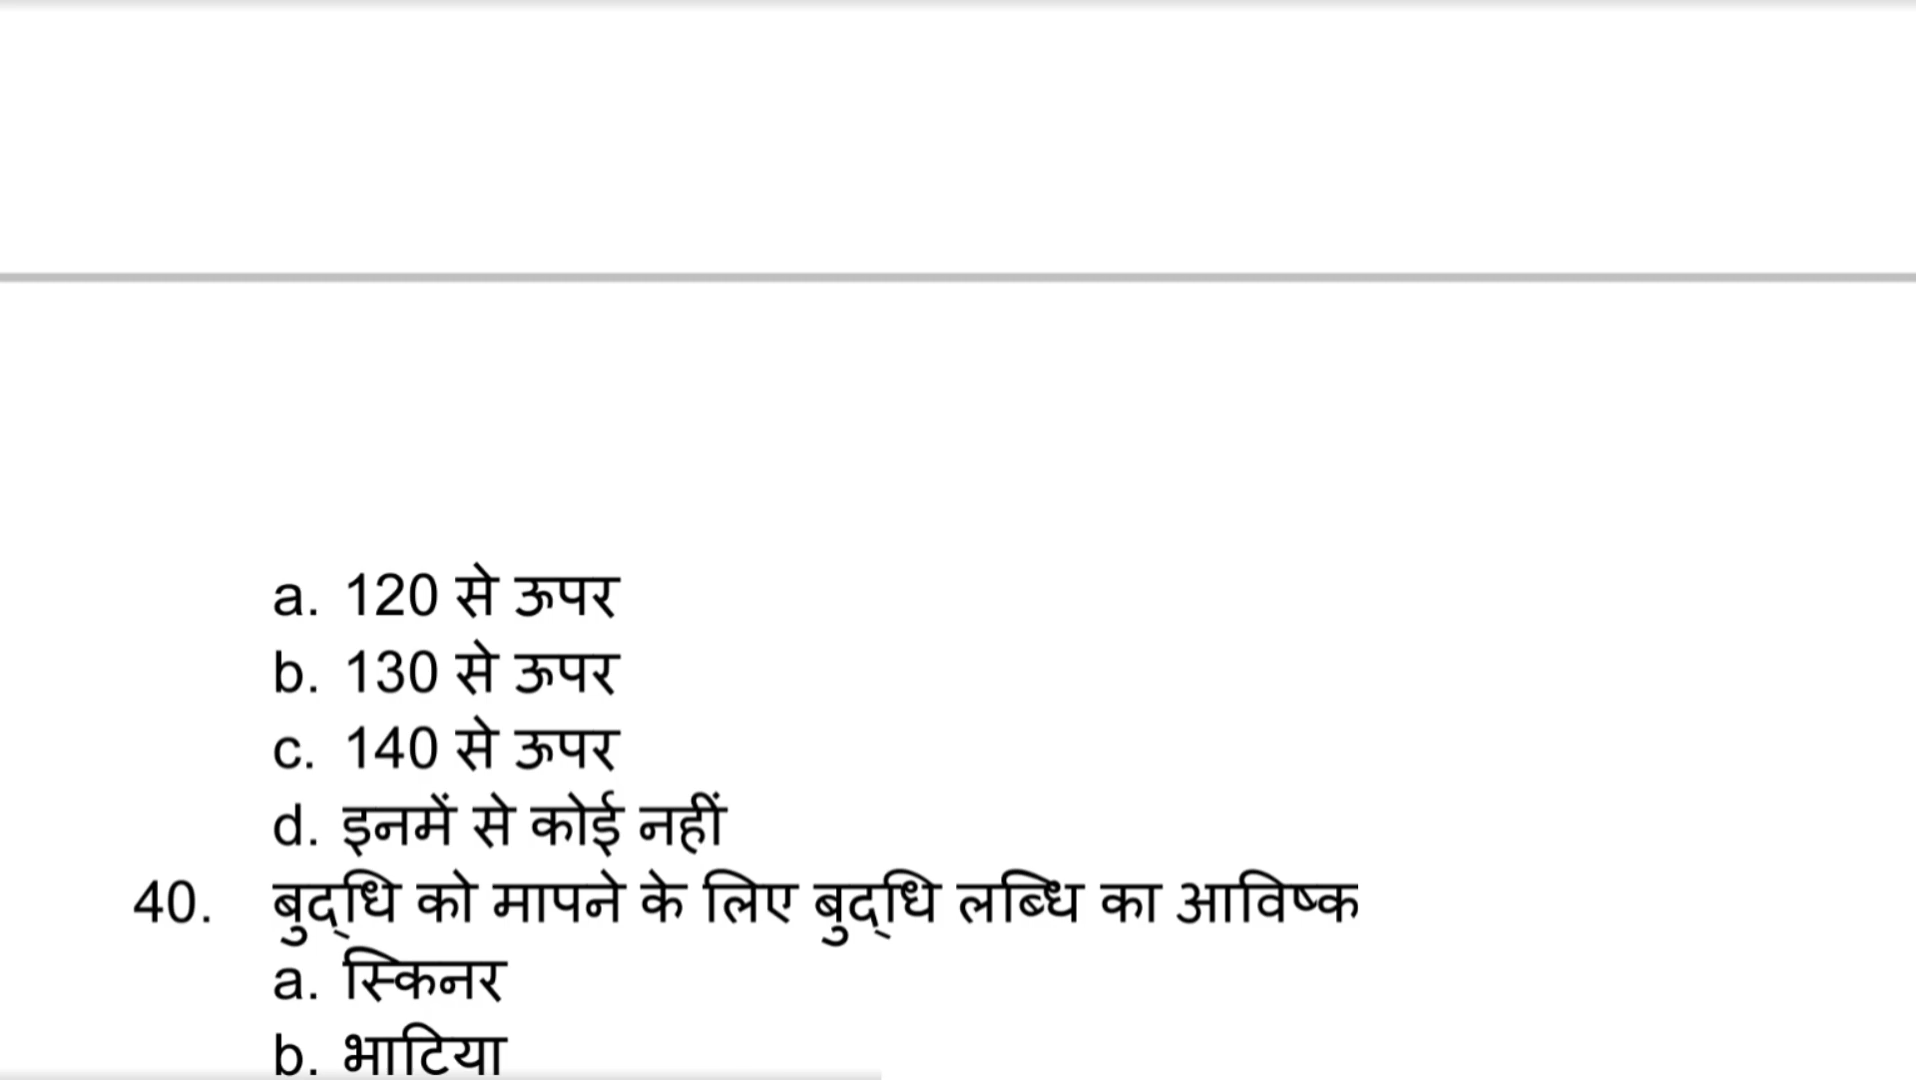 a. 120 से ऊपर
b. 130 से ऊपर
c. 140 से ऊपर
d. इनमें से कोई नहीं
40. बुद्‌धि को मापने के लिए बुद्‌धि लब्धि का आविष्क
a. स्किनर
b. भाटिया